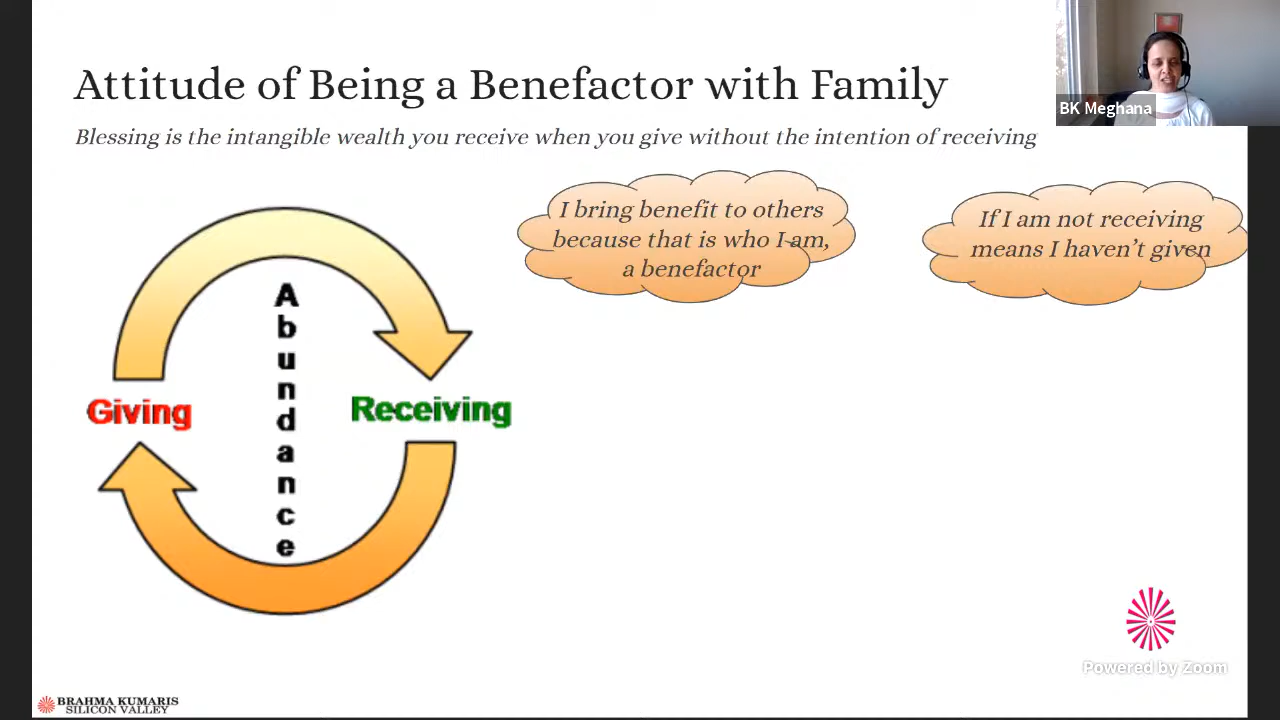 Attitude of Being a Benefactor with Family
BK Meghana
Blessing is the intangible wealth you receive when you give without the intention of receiving
I bring benefit to others
because that is who I am,
a benefactor
If I am not receiving
means I haven't given
Abundance
Giving
Receiving
Powered by Zoom
BRAHMA KUMARIS
SILICON VALLEY